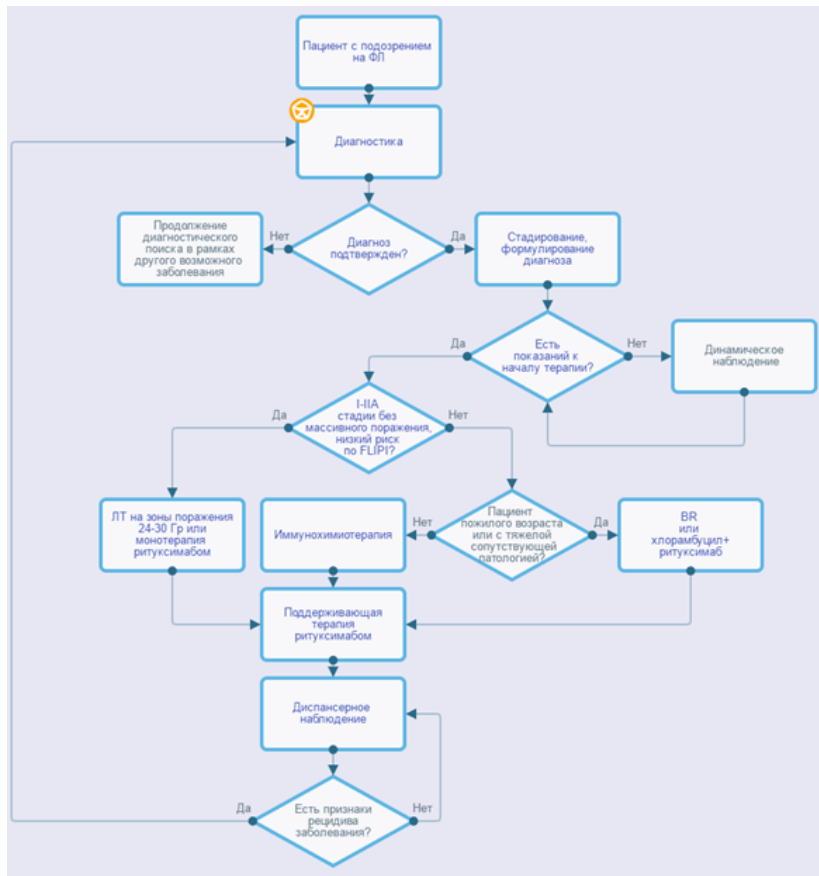 Пациент с подозрением
на ФЛ
Диагностика
Диагноз
подтвержден?
Нет
Да
Продолжение
диагностического
поиска в рамках
другого возможного
заболевания
Стадирование,
формулирование
диагноза
Есть
показаний к
началу терапии?
Да
Нет
Динамическое
наблюдение
I-IIA
стадии без
массивного поражения,
низкий риск
по FLIPI?
Да
Нет
ЛТ на зоны поражения
24-30 Гр или
монотерапия
ритуксимабом
Иммунохимиотерапия
Нет
Пациент
пожилого возраста
или с тяжелой
сопутствующей
патологией?
Да
BR
или
хлорамбуцил+
ритуксимаб
Поддерживающая
терапия
ритуксимабом
Диспансерное
наблюдение
Да
Есть признаки
рецидива
заболевания?
Нет